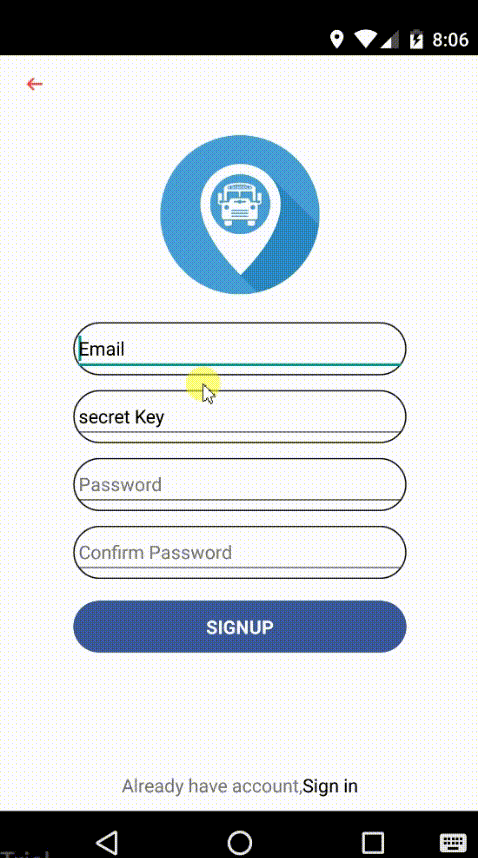 8:06
Email
secret Key
Password
Confirm Password
SIGNUP
Already have account,Sign in